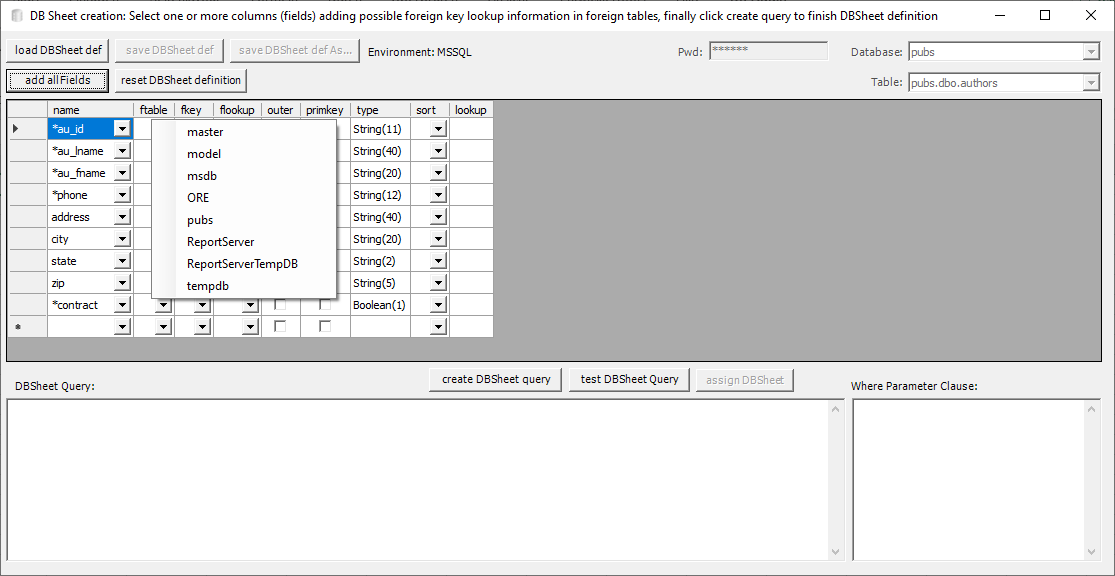 DB Sheet creation: Select one or more columns (fields) adding possible foreign key lookup information in foreign tables, finally click create query to finish DBSheet definition
load DBSheet def save DBSheet def save DBSheet def As... Environment: MSSQL Pwd: ****** Database: pubs
add all Fields reset DBSheet definition Table: pubs.dbo.authors
name ftable fkey flookup outer primkey type sort lookup
*au_id String(11)
*au_lname String(40)
*au_fname String(20)
*phone String(12)
address String(40)
city String(20)
state String(2)
zip String(5)
*contract Boolean(1)
*
master
model
msdb
ORE
pubs
ReportServer
ReportServerTempDB
tempdb
DBSheet Query: create DBSheet query test DBSheet Query assign DBSheet Where Parameter Clause: